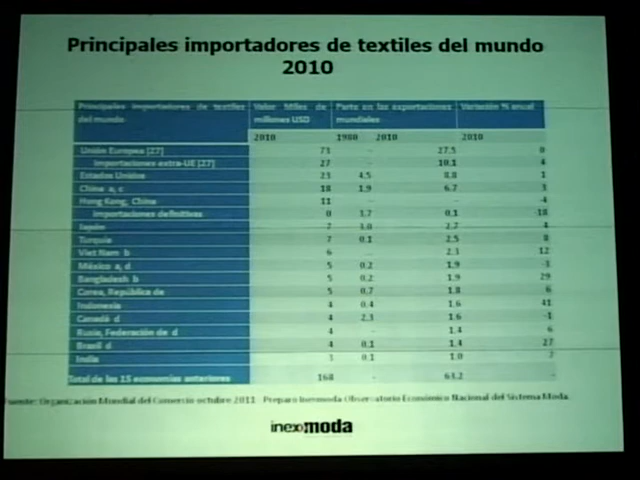 Principales importadores de textiles del mundo
2010
Principales importadores de textiles del mundo Valor Miles de millones USD Parte en las exportaciones mundiales Variación % anual
2010 1980 2010 2010
Unión Europea [27] 73 - 27,5 0
Importaciones extra-UE [27] 27 - 10,1 4
Estados Unidos 23 4,5 8,8 1
China a, c 18 1,9 6,7 3
Hong Kong, China 11 - - -4
Importaciones definitivas 0 3,7 0,1 -18
Japón 7 3,0 2,7 4
Turquía 7 0,1 2,5 8
Viet Nam b 6 - 2,3 12
México a, d 5 0,2 1,9 -3
Bangladesh b 5 0,2 1,9 29
Corea, República de 5 0,7 1,8 6
Indonesia 4 0,4 1,6 41
Canadá d 4 2,3 1,6 -1
Rusia, Federación de d 4 - 1,4 6
Brasil d 4 0,1 1,4 27
India 3 0,1 1,0
Total de las 15 economías anteriores 168 - 63,2 -
Fuente: Organización Mundial del Comercio octubre 2011 Preparo Inexmoda Observatorio Económico Nacional del Sistema Moda.
inexmoda